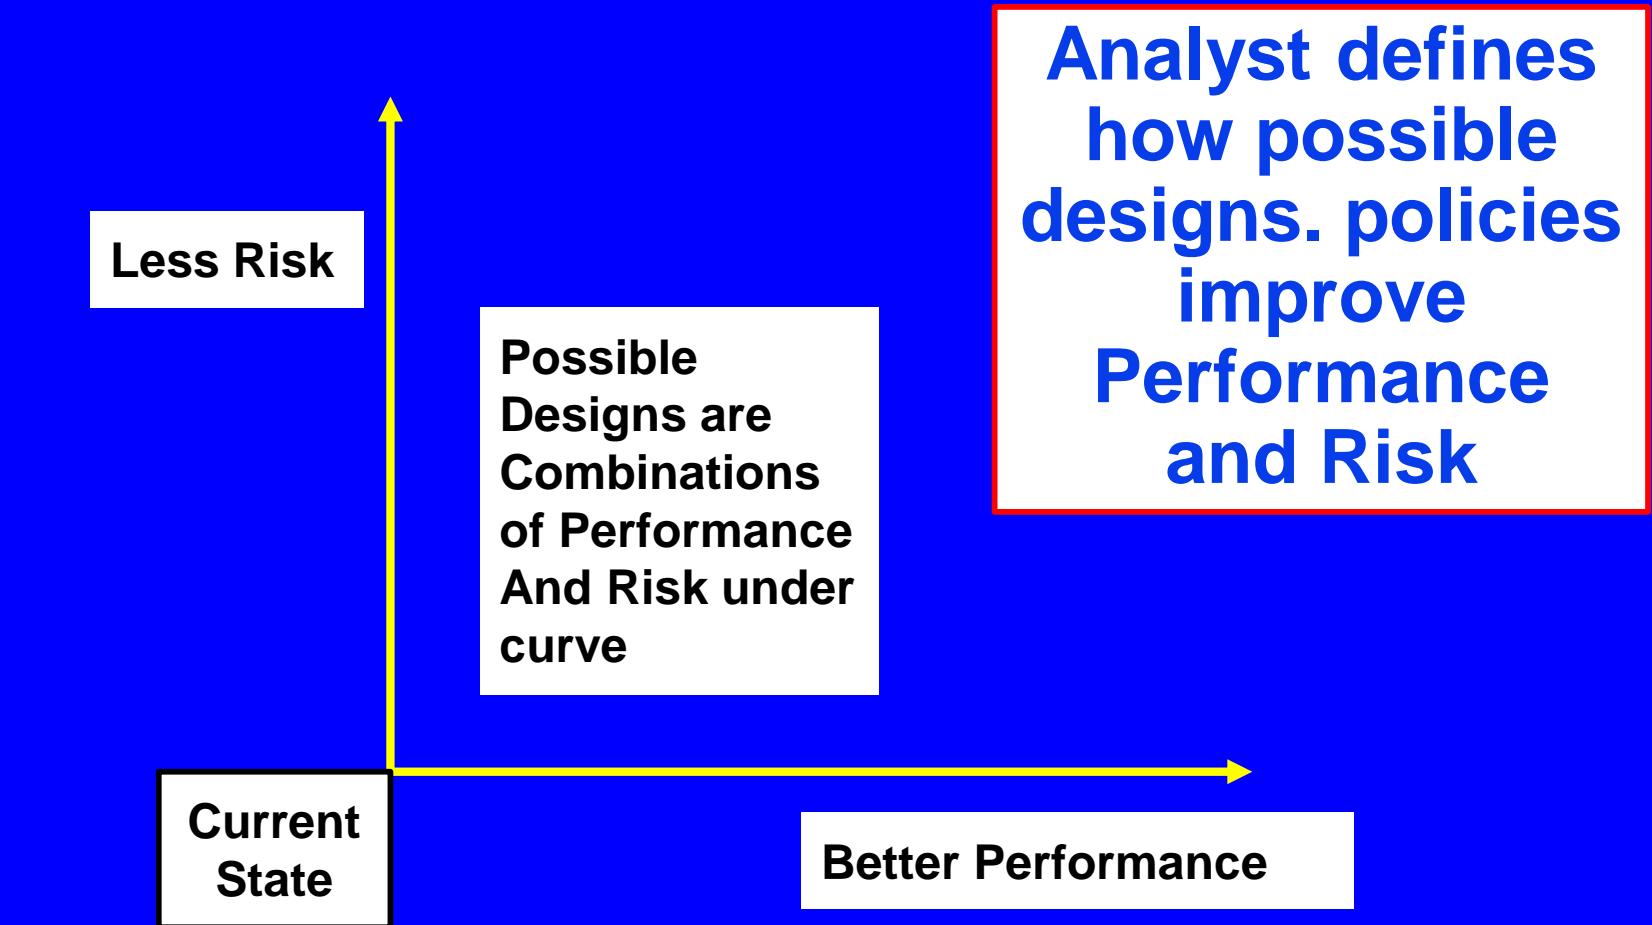 Analyst defines
how possible
designs. policies
improve
Performance
and Risk
Less Risk
Possible
Designs are
Combinations
of Performance
And Risk under
curve
Current
State
Better Performance